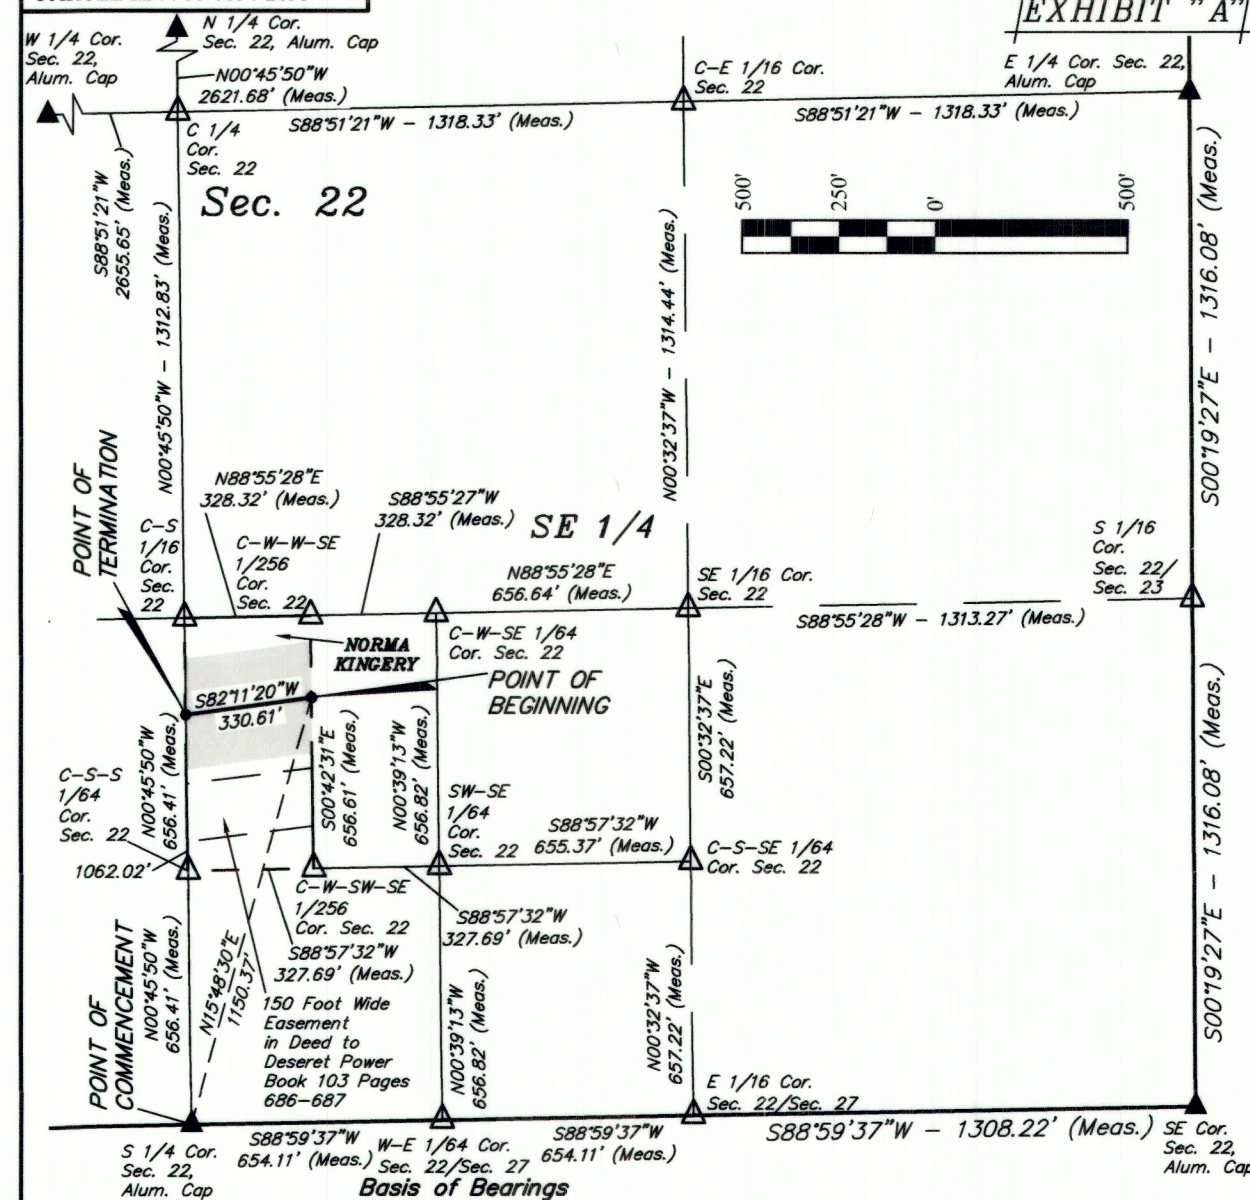 EXHIBIT "A"
N 1/4 Cor.
Sec. 22, Alum. Cap
W 1/4 Cor.
Sec. 22,
Alum. Cap
N00°45'50"W
2621.68' (Meas.)
C-E 1/16 Cor.
Sec. 22
E 1/4 Cor. Sec. 22,
Alum. Cap
S88°51'21"W - 1318.33' (Meas.)
S88°51'21"W - 1318.33' (Meas.)
C 1/4
Cor.
Sec. 22
S88°51'21"W
2655.65' (Meas.)
Sec. 22
500'
250'
0'
500'
N00°45'50"W - 1312.83' (Meas.)
N00°32'37"W - 1314.44' (Meas.)
S00°19'27"E - 1316.08' (Meas.)
POINT OF
TERMINATION
N88°55'28"E
328.32' (Meas.)
S88°55'27"W
328.32' (Meas.)
SE 1/4
C-S
1/16
Cor.
Sec.
22
C-W-W-SE
1/256
Cor.
Sec. 22
N88°55'28"E
656.64' (Meas.)
SE 1/16 Cor.
Sec. 22
S 1/16
Cor.
Sec. 22/
Sec. 23
S88°55'28"W - 1313.27' (Meas.)
NORMA
KINGERY
C-W-SE 1/64
Cor. Sec. 22
POINT OF
BEGINNING
S82°11'20"W
330.61'
N00°45'50"W
656.41' (Meas.)
S00°42'31"E
656.61' (Meas.)
N00°39'13"W
656.82' (Meas.)
S00°32'37"E
657.22' (Meas.)
S00°19'27"E - 1316.08' (Meas.)
C-S-S
1/64
Cor.
Sec. 22
1062.02'
SW-SE
1/64
Cor.
Sec. 22
S88°57'32"W
655.37' (Meas.)
C-S-SE 1/64
Cor. Sec. 22
C-W-SW-SE
1/256
Cor. Sec. 22
S88°57'32"W
327.69' (Meas.)
S88°57'32"W
327.69' (Meas.)
POINT OF
COMMENCEMENT
N00°45'50"W
656.41' (Meas.)
N15°48'30"E
1150.37'
150 Foot Wide
Easement
in Deed to
Deseret Power
Book 103 Pages
686-687
N00°39'13"W
656.82' (Meas.)
N00°32'37"W
657.22' (Meas.)
E 1/16 Cor.
Sec. 22/Sec. 27
S88°59'37"W - 1308.22' (Meas.)
SE Cor.
Sec. 22,
Alum. Cap
S 1/4 Cor.
Sec. 22,
Alum. Cap
S88°59'37"W
654.11' (Meas.)
W-E 1/64 Cor.
Sec. 22/Sec. 27
S88°59'37"W
654.11' (Meas.)
Basis of Bearings